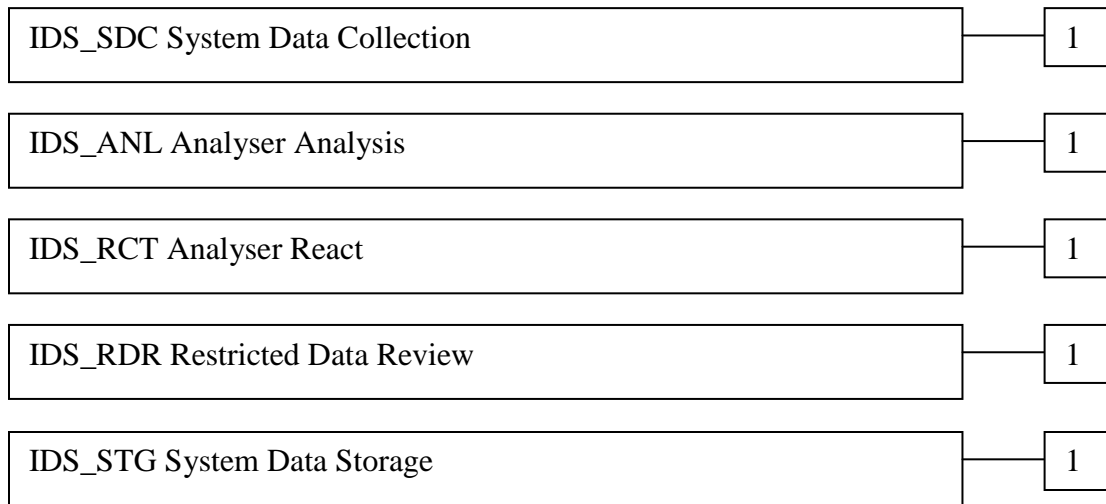 IDS_SDC System Data Collection 1
IDS_ANL Analyser Analysis 1
IDS_RCT Analyser React 1
IDS_RDR Restricted Data Review 1
IDS_STG System Data Storage 1